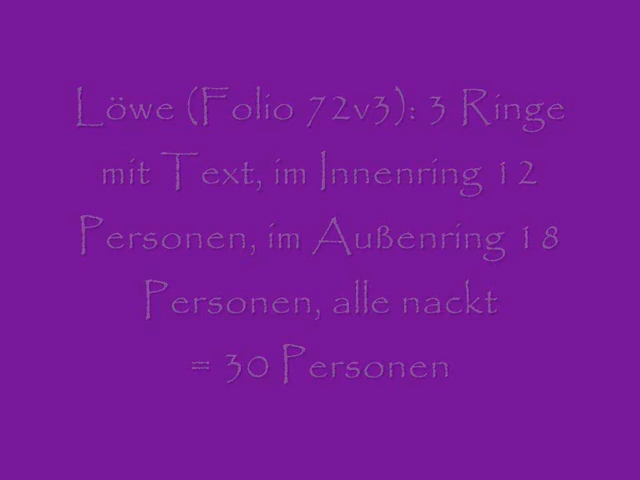 Löwe (Folio 72v3): 3 Ringe
mit Text, im Innenring 12
Personen, im Außenring 18
Personen, alle nackt
= 30 Personen